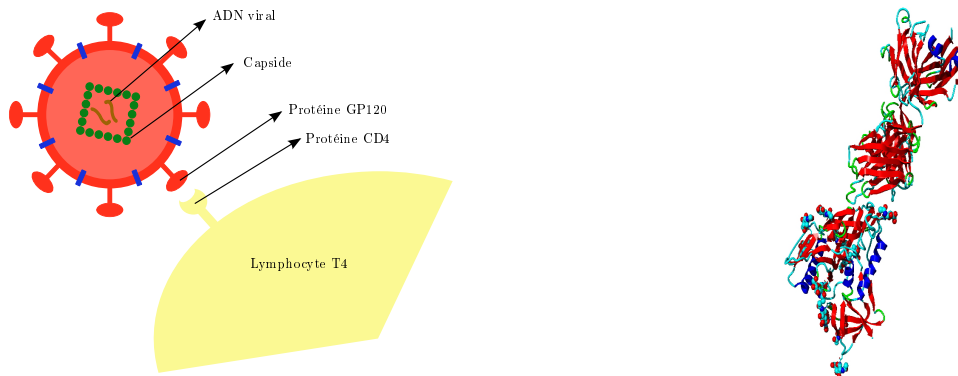 ADN viral
Capside
Protéine GP120
Protéine CD4
Lymphocyte T4